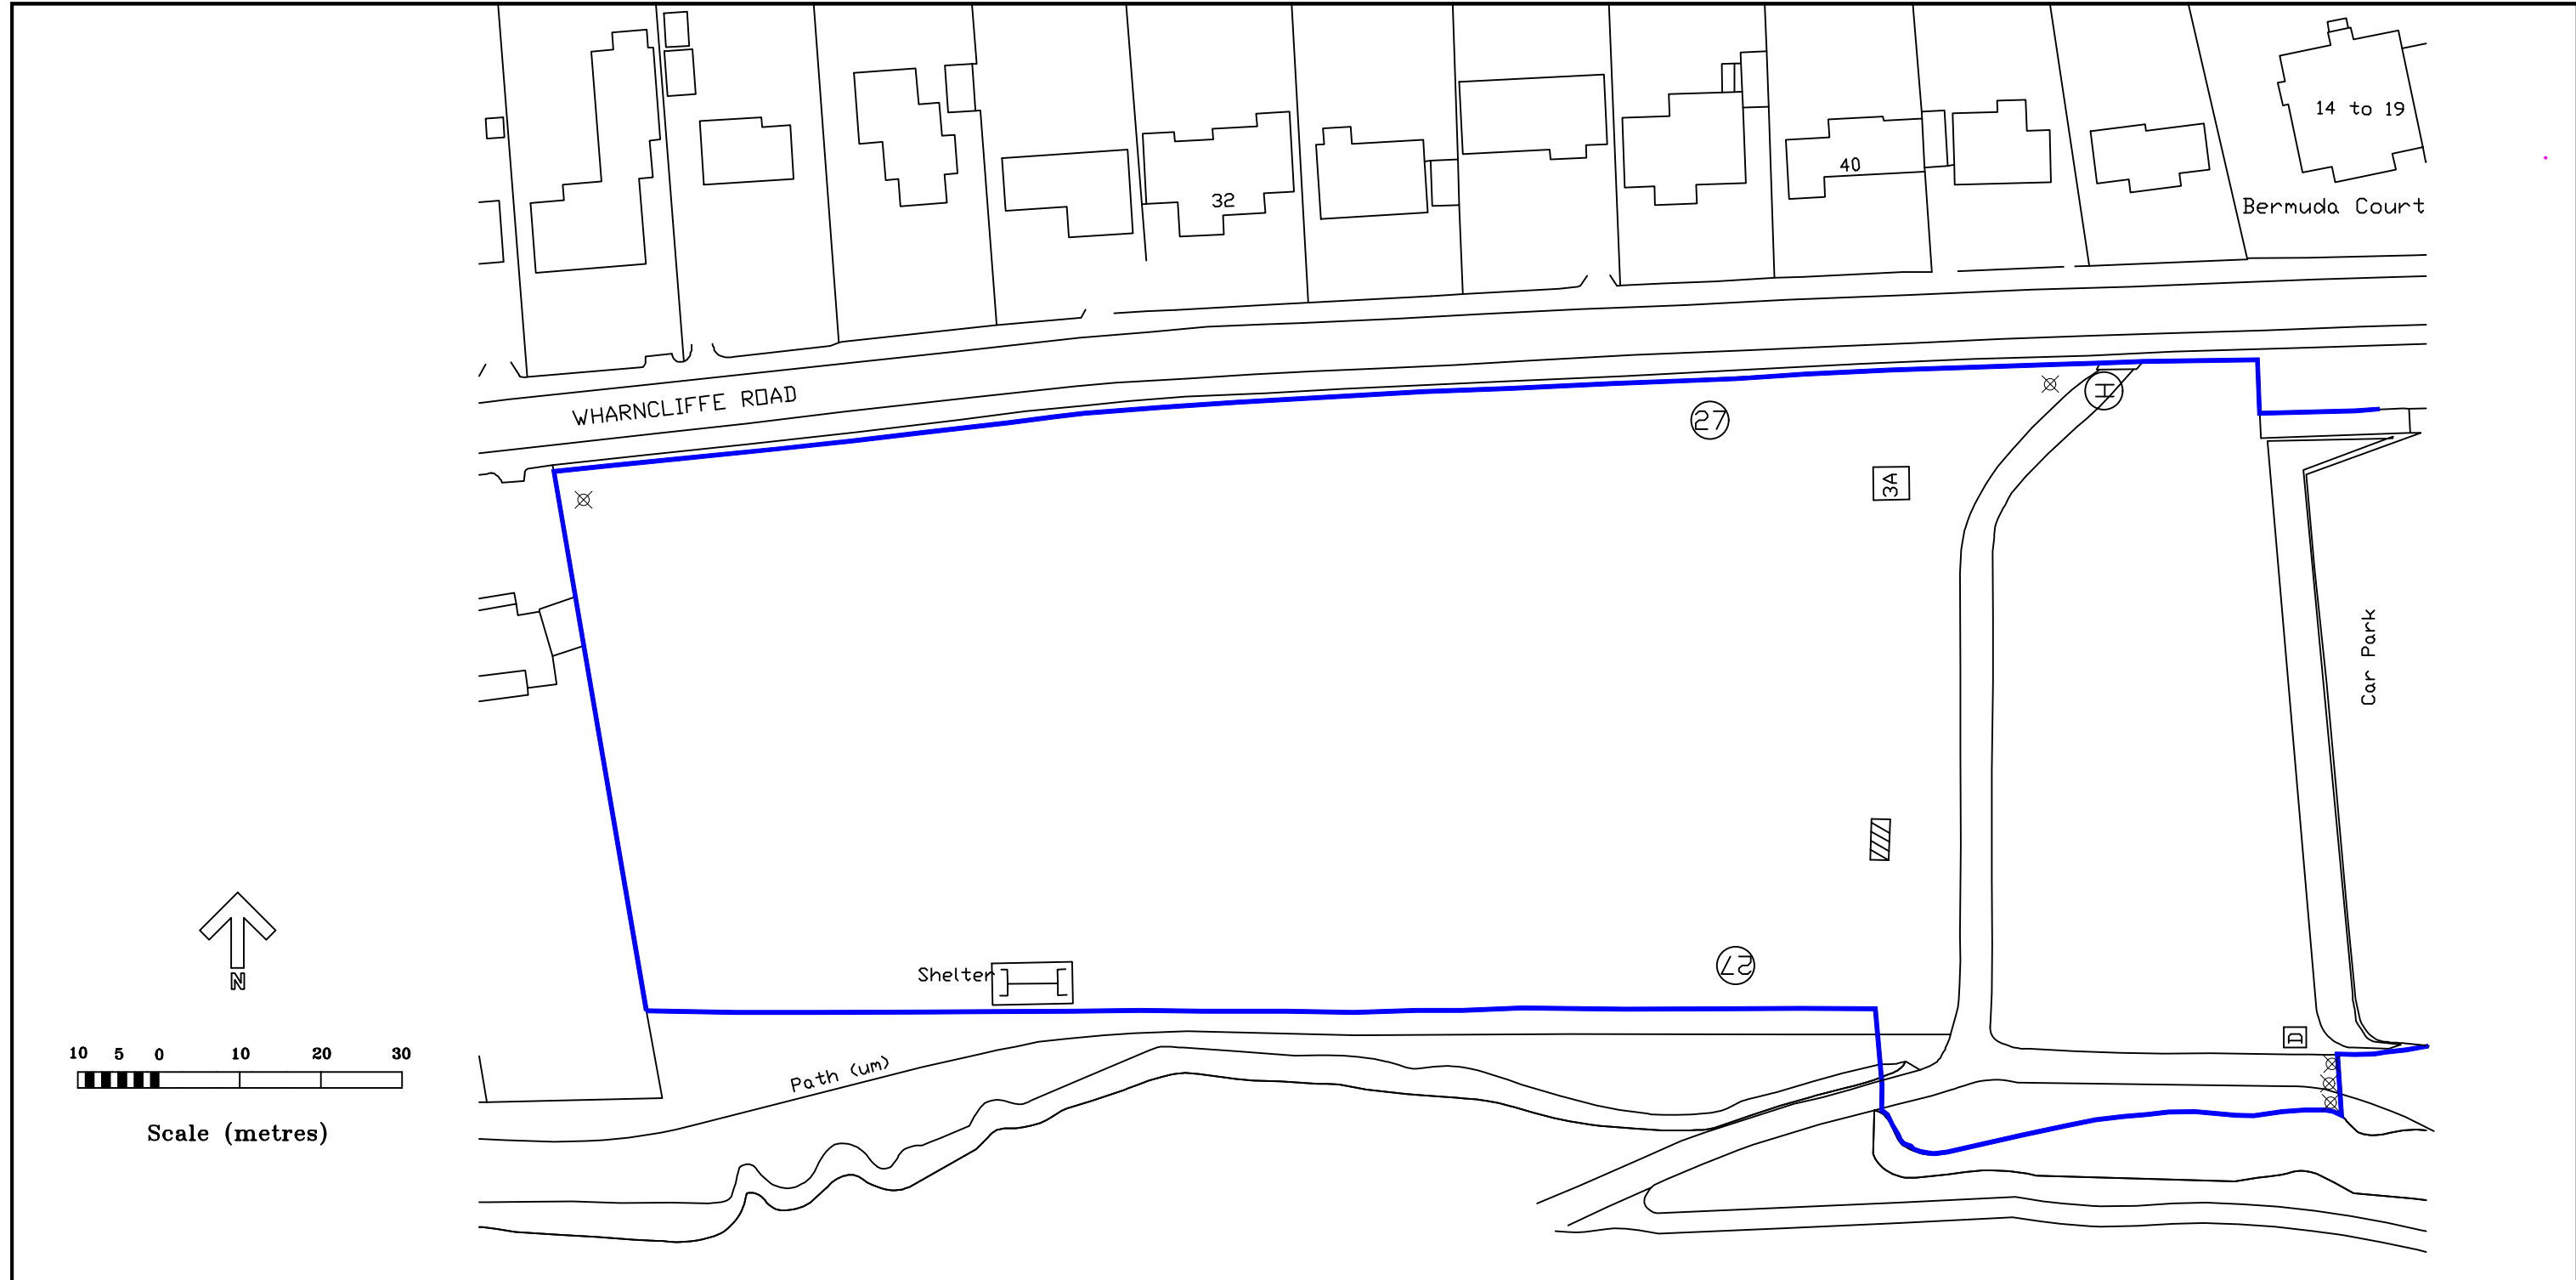 14 to 19
40
32
Bermuda Court
WHARNCLIFFE ROAD
H
27
3A
Car Park
Shelter
27
N
D
10 5 0 10 20 30
Path (um)
Scale (metres)